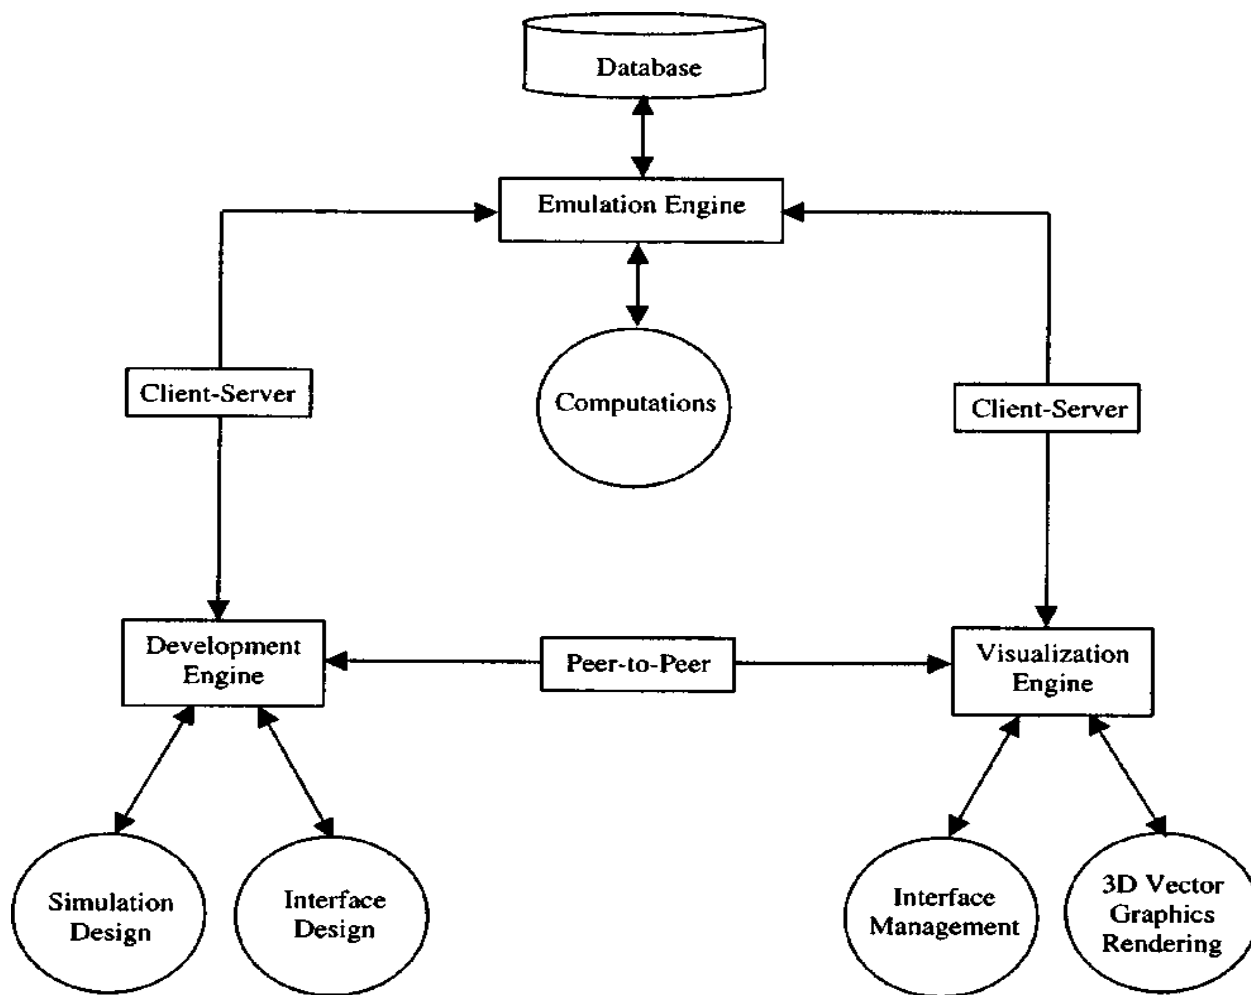 Database
Emulation Engine
Client-Server
Computations
Client-Server
Development
Engine
Peer-to-Peer
Visualization
Engine
Simulation
Design
Interface
Design
Interface
Management
3D Vector
Graphics
Rendering